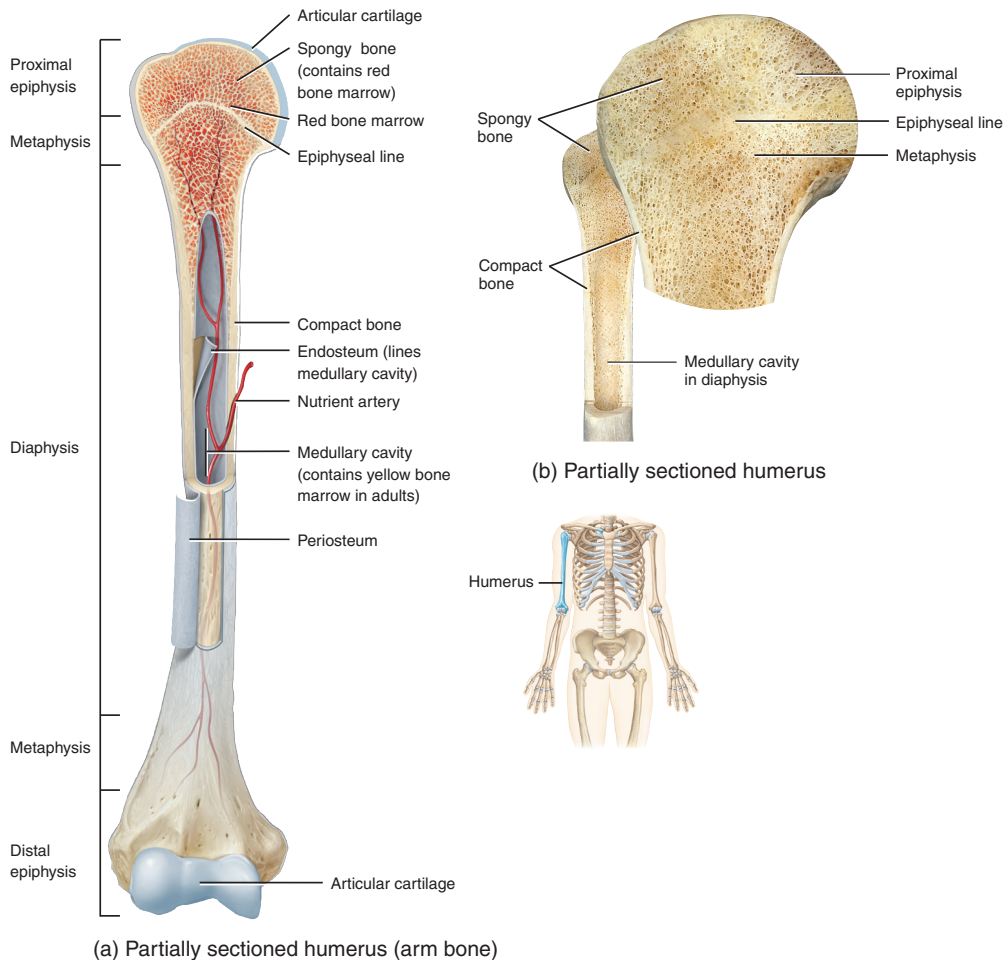 Proximal
epiphysis
Metaphysis
Diaphysis
Metaphysis
Distal
epiphysis
Articular cartilage
Spongy bone
(contains red
bone marrow)
Red bone marrow
Epiphyseal line
Compact bone
Endosteum (lines
medullary cavity)
Nutrient artery
Medullary cavity
(contains yellow bone
marrow in adults)
Periosteum
Articular cartilage
(a) Partially sectioned humerus (arm bone)
Spongy
bone
Compact
bone
Proximal
epiphysis
Epiphyseal line
Metaphysis
Medullary cavity
in diaphysis
(b) Partially sectioned humerus
Humerus